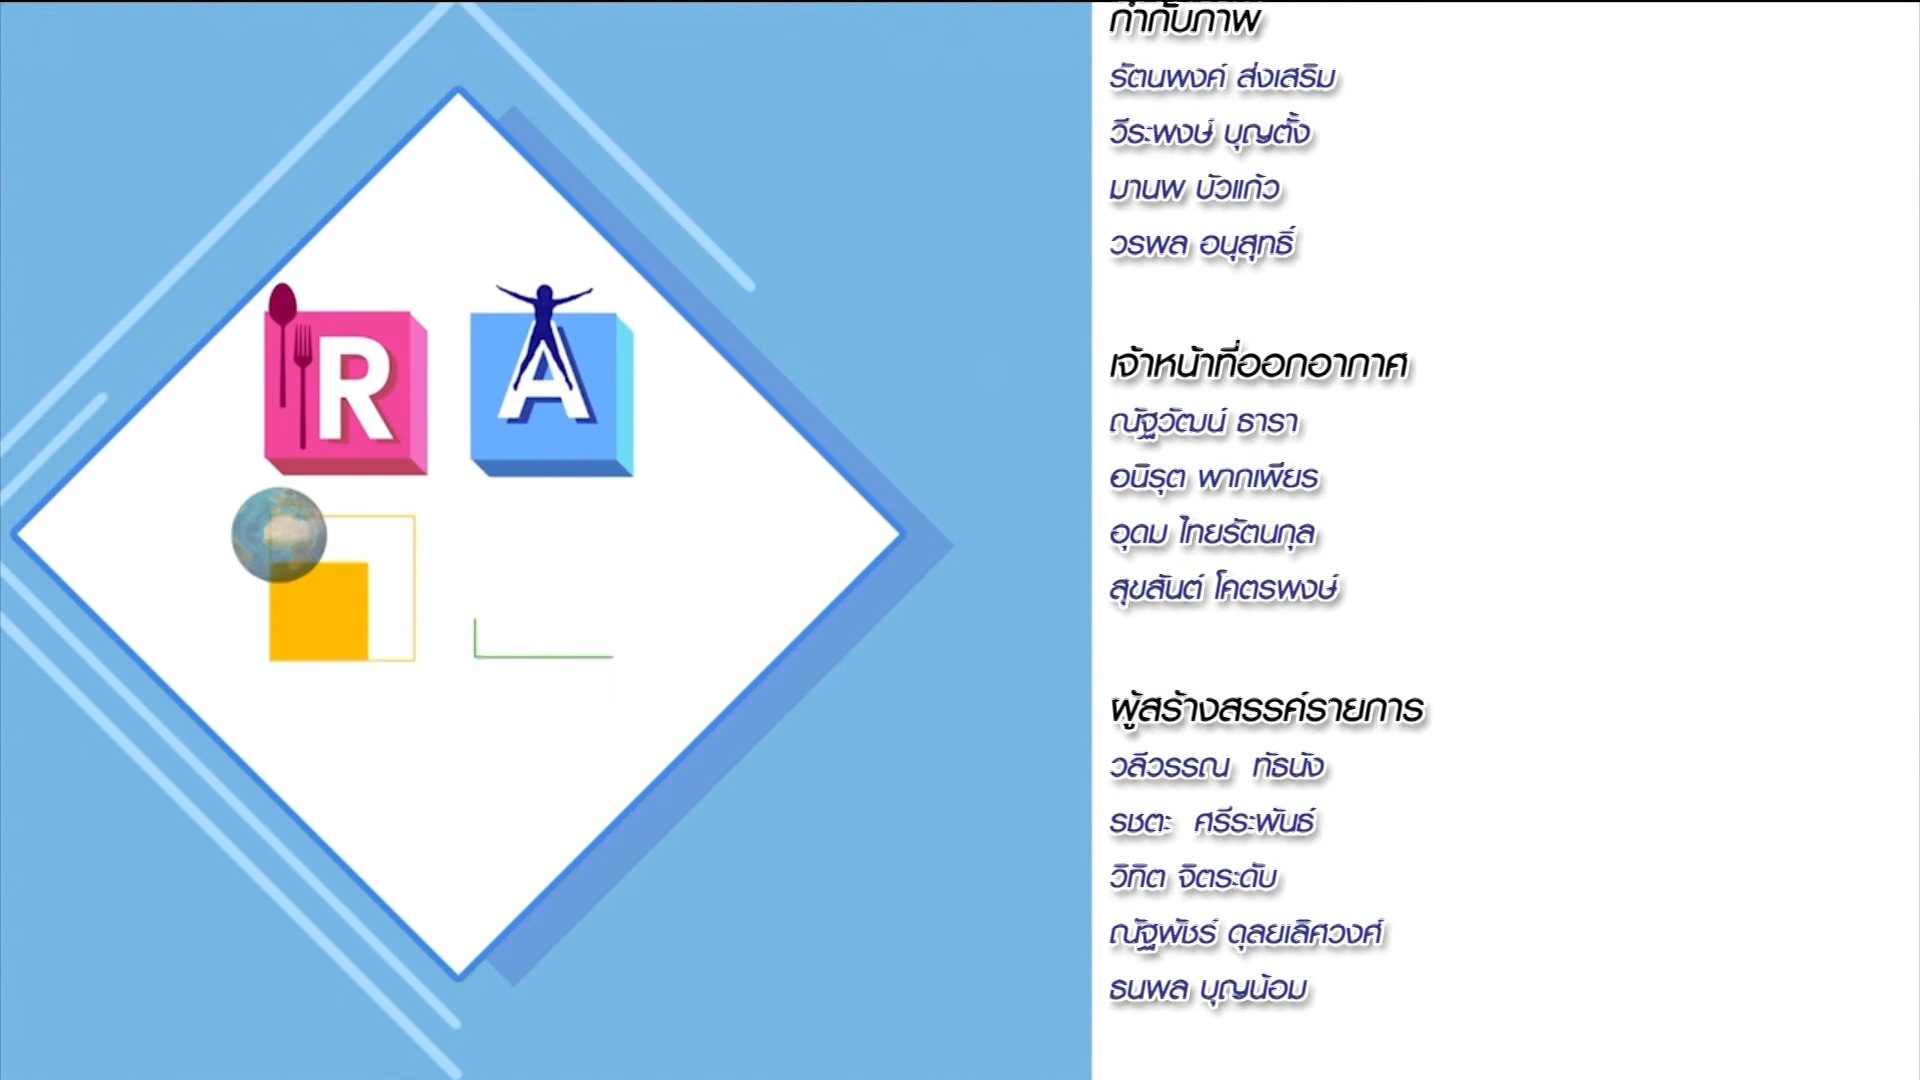 R A
กำกับภาพ
รัตนพงค์ ส่งเสริม
วีระพงษ์ บุญตั้ง
มานพ บัวแก้ว
วรพล อนุสุทธิ์
เจ้าหน้าที่ออกอากาศ
ณัฐวัฒน์ ธารา
อนิรุต พากเพียร
อุดม ไทยรัตนกุล
สุขสันต์ โคตรพงษ์
ผู้สร้างสรรค์รายการ
วลีวรรณ ทัธนัง
รชตะ ศรีระพันธ์
วิกิต จิตระดับ
ณัฐพัชร์ ดุลยเลิศวงศ์
ธนพล บุญน้อม